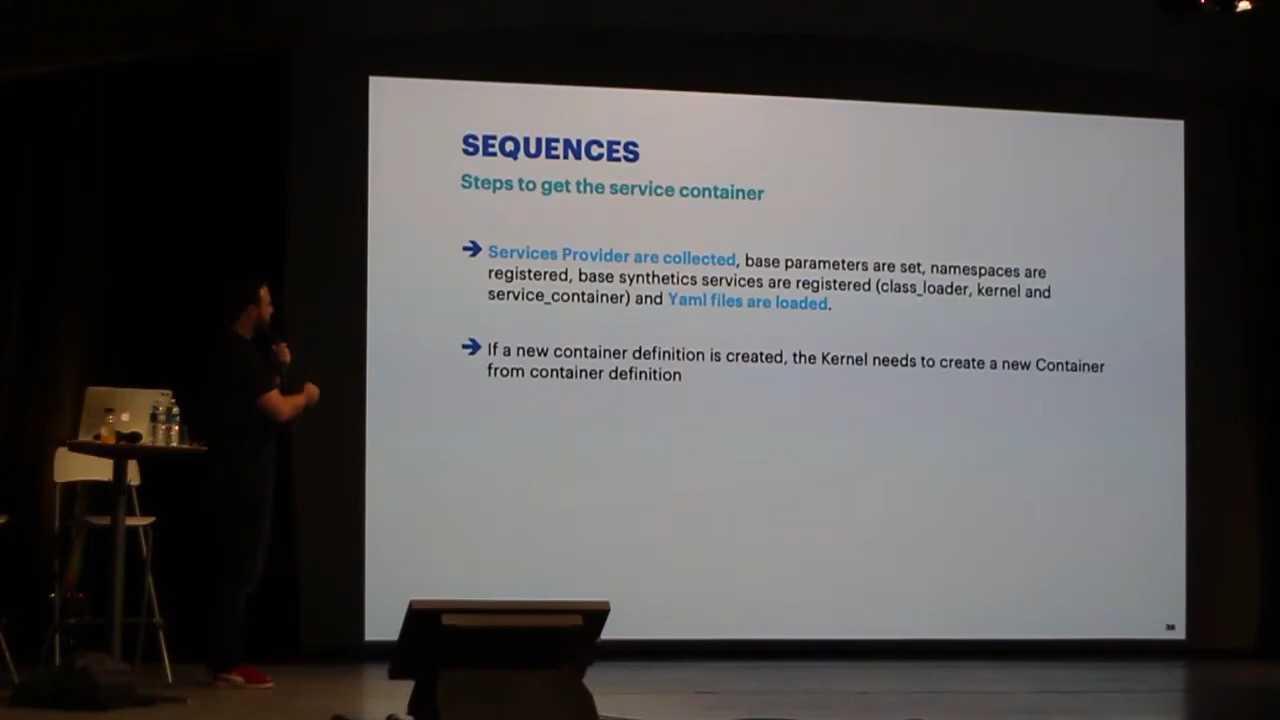 SEQUENCES
Steps to get the service container
➔ Services Provider are collected, base parameters are set, namespaces are
registered, base synthetics services are registered (class_loader, kernel and
service_container) and Yaml files are loaded.
➔ If a new container definition is created, the Kernel needs to create a new Container
from container definition